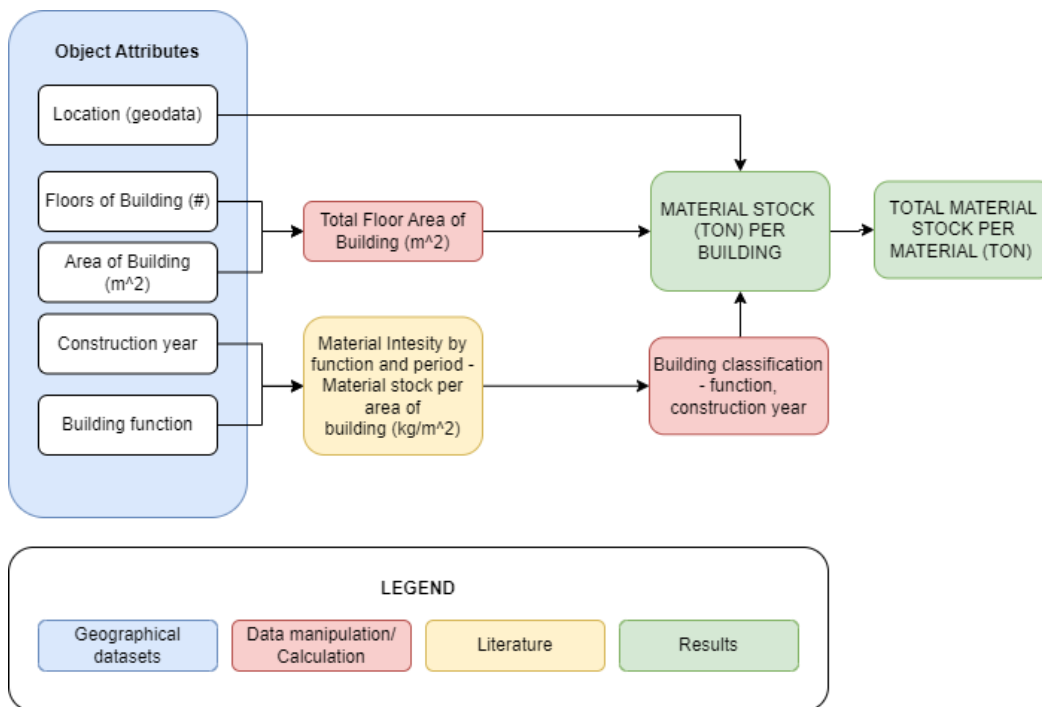 Object Attributes
Location (geodata)
Floors of Building (#)
Area of Building
(m^2)
Construction year
Building function
Total Floor Area of
Building (m^2)
Material Intesity by
function and period -
Material stock per
area of
building (kg/m^2)
MATERIAL STOCK
(TON) PER
BUILDING
Building classification
- function,
construction year
TOTAL MATERIAL
STOCK PER
MATERIAL (TON)
LEGEND
Geographical
datasets
Data manipulation/
Calculation
Literature
Results